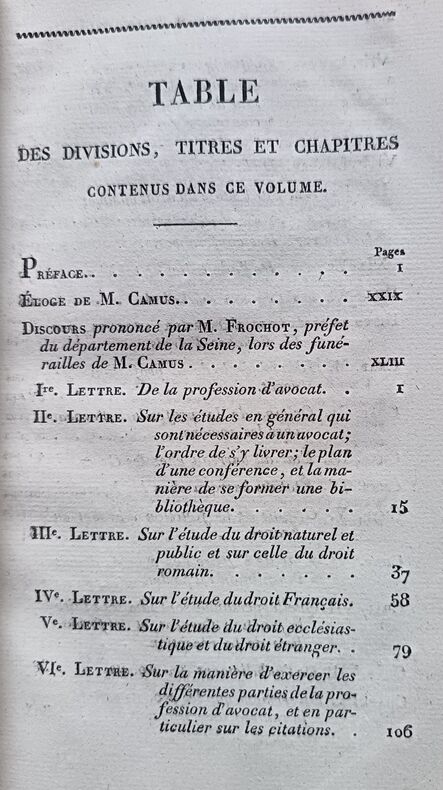 TABLE
DES DIVISIONS, TITRES ET CHAPITRES
CONTENUS DANS CE VOLUME.
Pages
PRÉFACE. . . . . . . . . . . . I
ÉLOGE DE M. CAMUS. . . . . . . . XXIX
DISCOURS prononcé par M. FROCHOT, préfet
du département de la Seine, lors des funé-
railles de M. CAMUS . . . . . . . XLIII
Ire. LETTRE. De la profession d'avocat. . 1
IIe. LETTRE. Sur les études en général qui
sont nécessaires à un avocat;
l'ordre de s'y livrer; le plan
d'une conférence, et la ma-
nière de se former une bi-
bliothèque. . . . . . 15
IIIe. LETTRE. Sur l'étude du droit naturel et
public et sur celle du droit
romain. . . . . . . 37
IVe. LETTRE. Sur l'étude du droit Français. 58
Ve. LETTRE. Sur l'étude du droit ecclésias-
tique et du droit étranger. . 79
VIe. LETTRE. Sur la manière d'exercer les
différentes parties de la pro-
fession d'avocat, et en par-
ticulier sur les citations. . 106